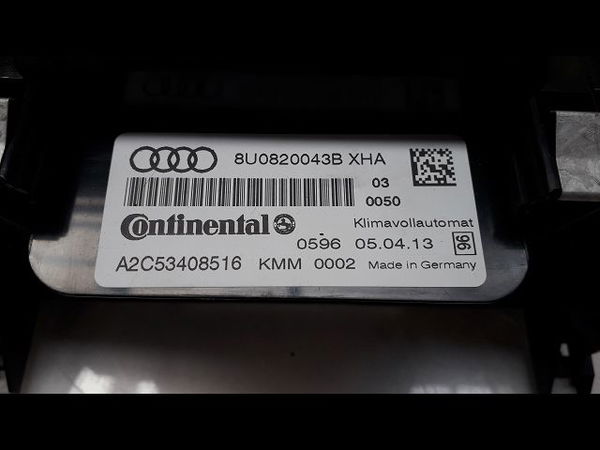 8U0820043B XHA
03
0050
Continental
Klimavollautomat
0596 05.04.13 96
A2C53408516 KMM 0002 Made in Germany